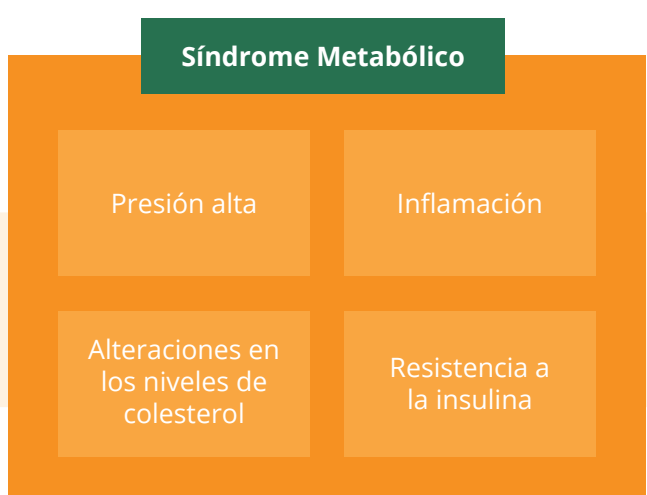 Síndrome Metabólico
Presión alta
Inflamación
Alteraciones en
los niveles de
colesterol
Resistencia a
la insulina